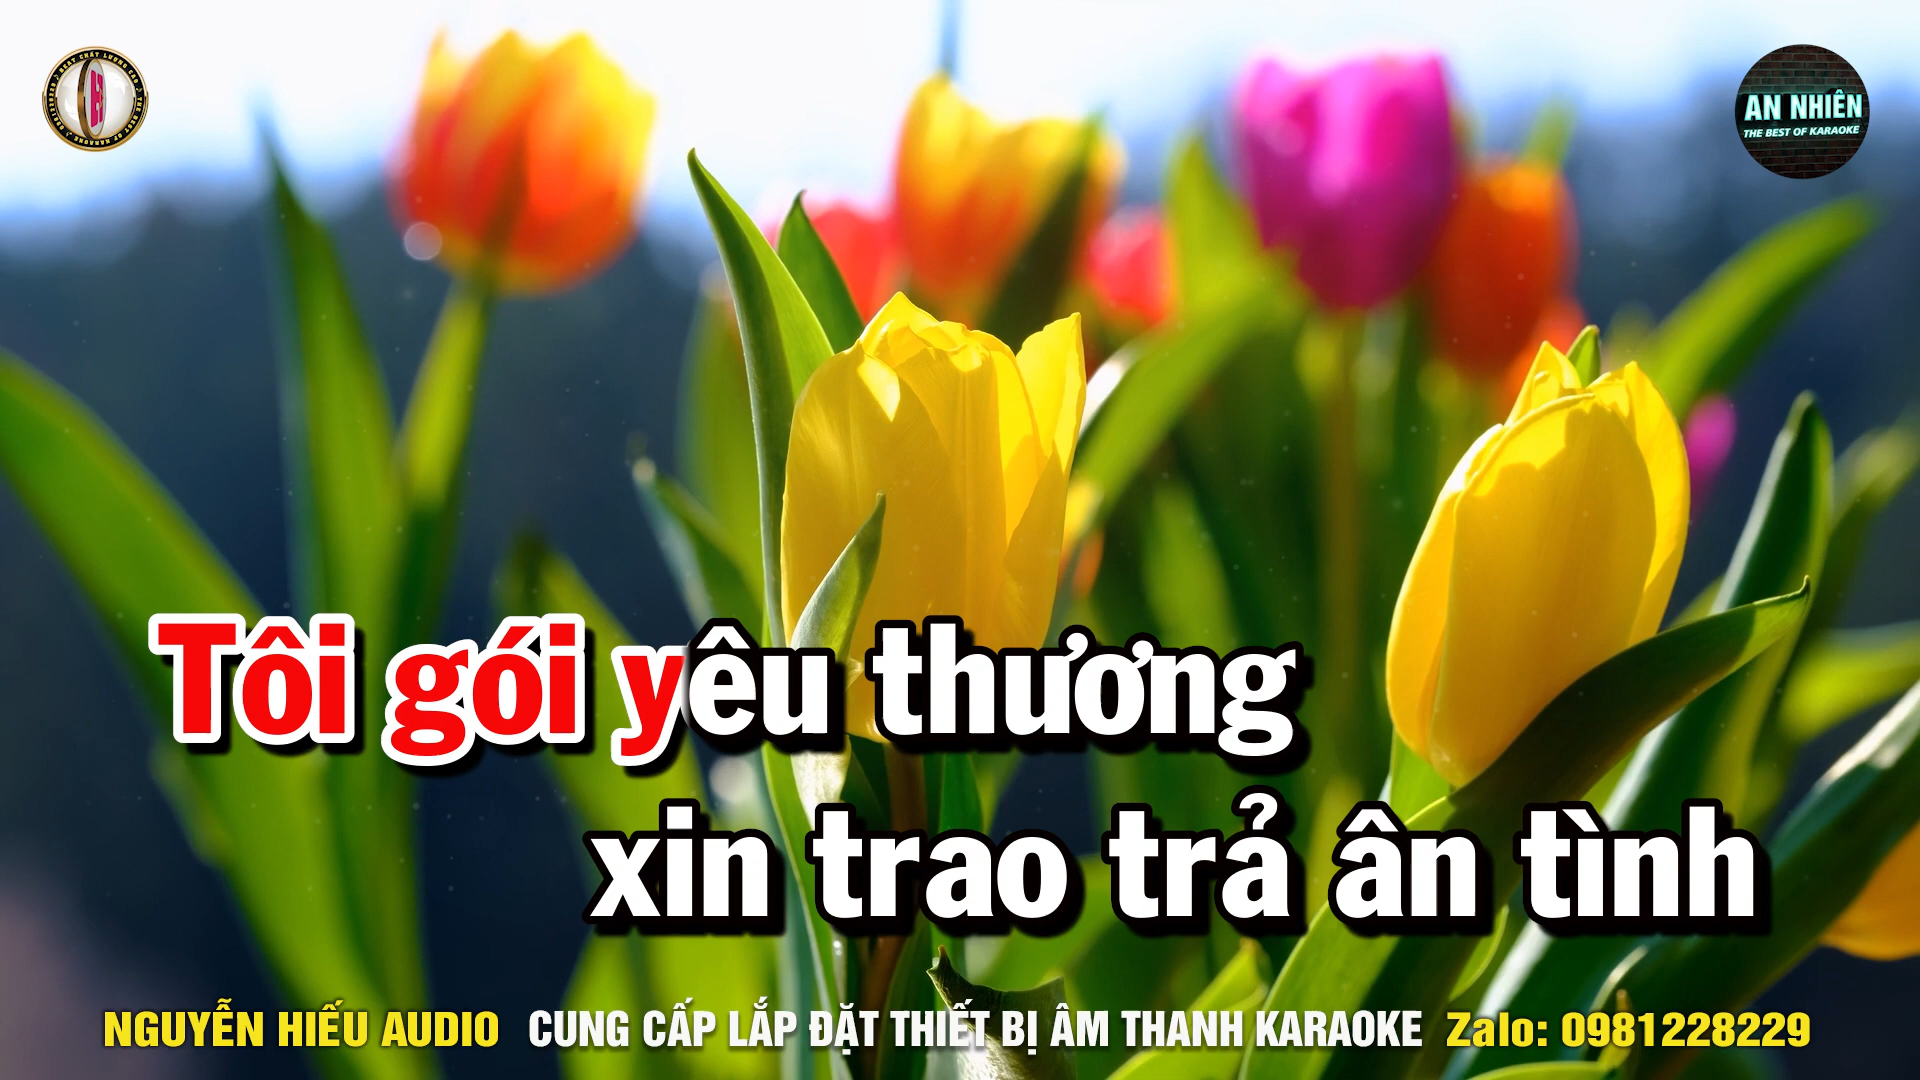 AN NHIÊN
THE BEST OF KARAOKE
Tôi gói yêu thương
xin trao trả ân tình
NGUYỄN HIẾU AUDIO CUNG CẤP LẮP ĐẶT THIẾT BỊ ÂM THANH KARAOKE Zalo: 0981228229